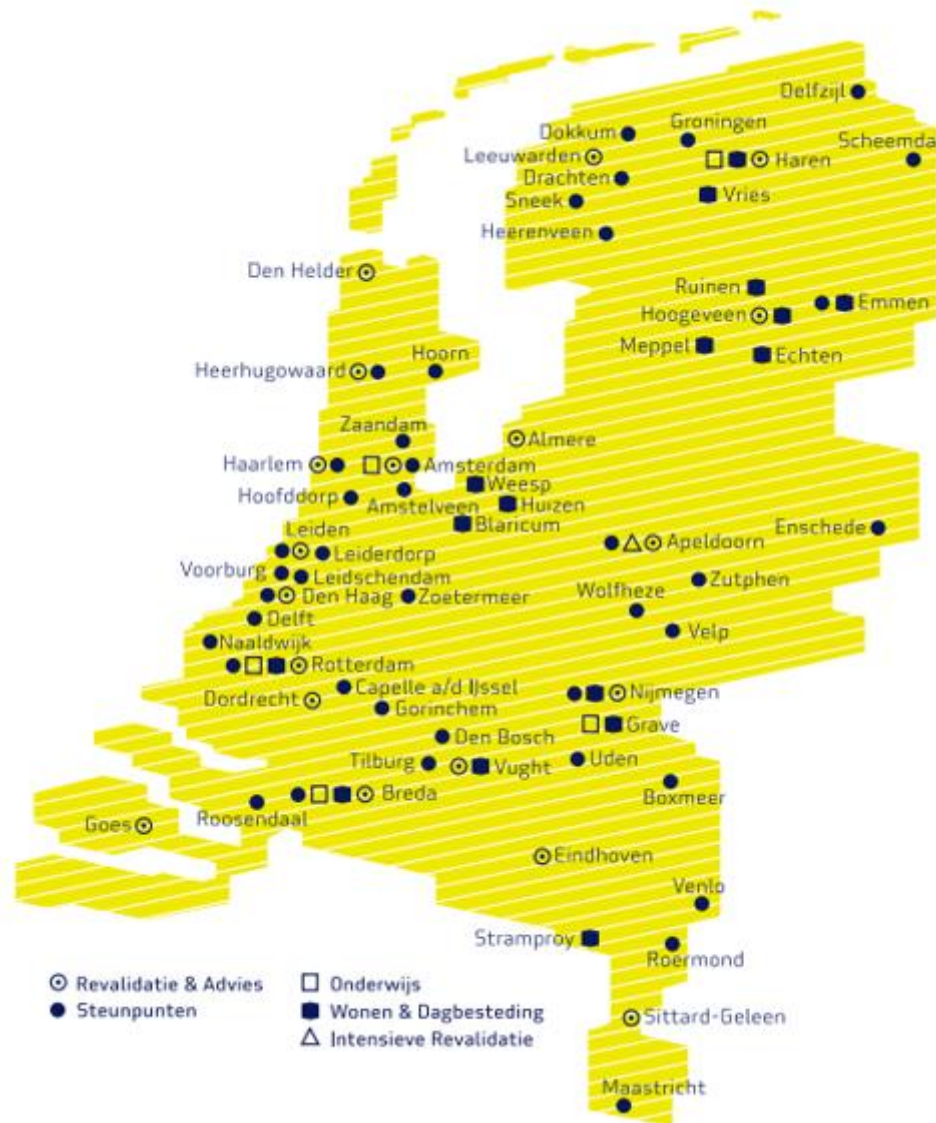 Delfzijl
Dokkum
Groningen
Leeuwarden
Haren
Scheemda
Drachten
Sneek
Vries
Heerenveen
Den Helder
Ruinen
Emmen
Hoogeveen
Meppel
Echten
Hoorn
Heerhugowaard
Zaandam
Almere
Haarlem
Amsterdam
Weesp
Hoofddorp
Amstelveen
Huizen
Blaricum
Leiden
Enschede
Apeldoorn
Leiderdorp
Voorburg
Leidschendam
Zutphen
Den Haag
Zoetermeer
Wolfheze
Delft
Velp
Naaldwijk
Rotterdam
Capelle a/d IJssel
Nijmegen
Dordrecht
Gorinchem
Grave
Den Bosch
Tilburg
Vught
Uden
Breda
Boxmeer
Roosendaal
Goes
Eindhoven
Venlo
Stramproy
Roermond
Revalidatie & Advies
Steunpunten
Onderwijs
Wonen & Dagbesteding
Intensieve Revalidatie
Sittard-Geleen
Maastricht